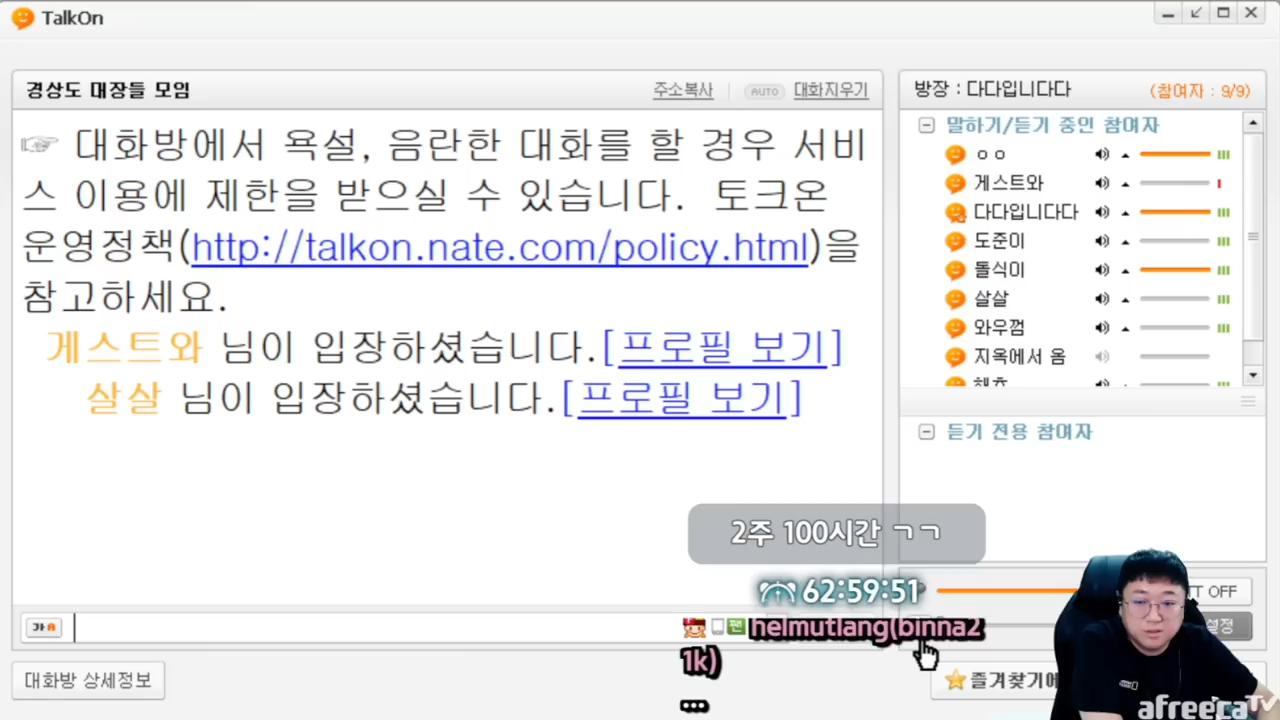 TalkOn
경상도 대장들 모임
주소복사
AUTO
대화지우기
☞ 대화방에서 욕설, 음란한 대화를 할 경우 서비
스 이용에 제한을 받으실 수 있습니다. 토크온
운영정책(http://talkon.nate.com/policy.html)을
참고하세요.
게스트와 님이 입장하셨습니다.[프로필 보기]
살살 님이 입장하셨습니다.[프로필 보기]
가
대화방 상세정보
방장 : 다다입니다다
(참여자 : 9/9)
말하기/듣기 중인 참여자
ㅇㅇ
게스트와
다다입니다다
도준이
돌식이
살살
와우껌
지옥에서 옴
듣기 전용 참여자
2주 100시간 ㄱㄱ
62:59:51
OFF
설정
팬 helmutlang(binna2
1k)
...
즐겨찾기에
afreecaTV